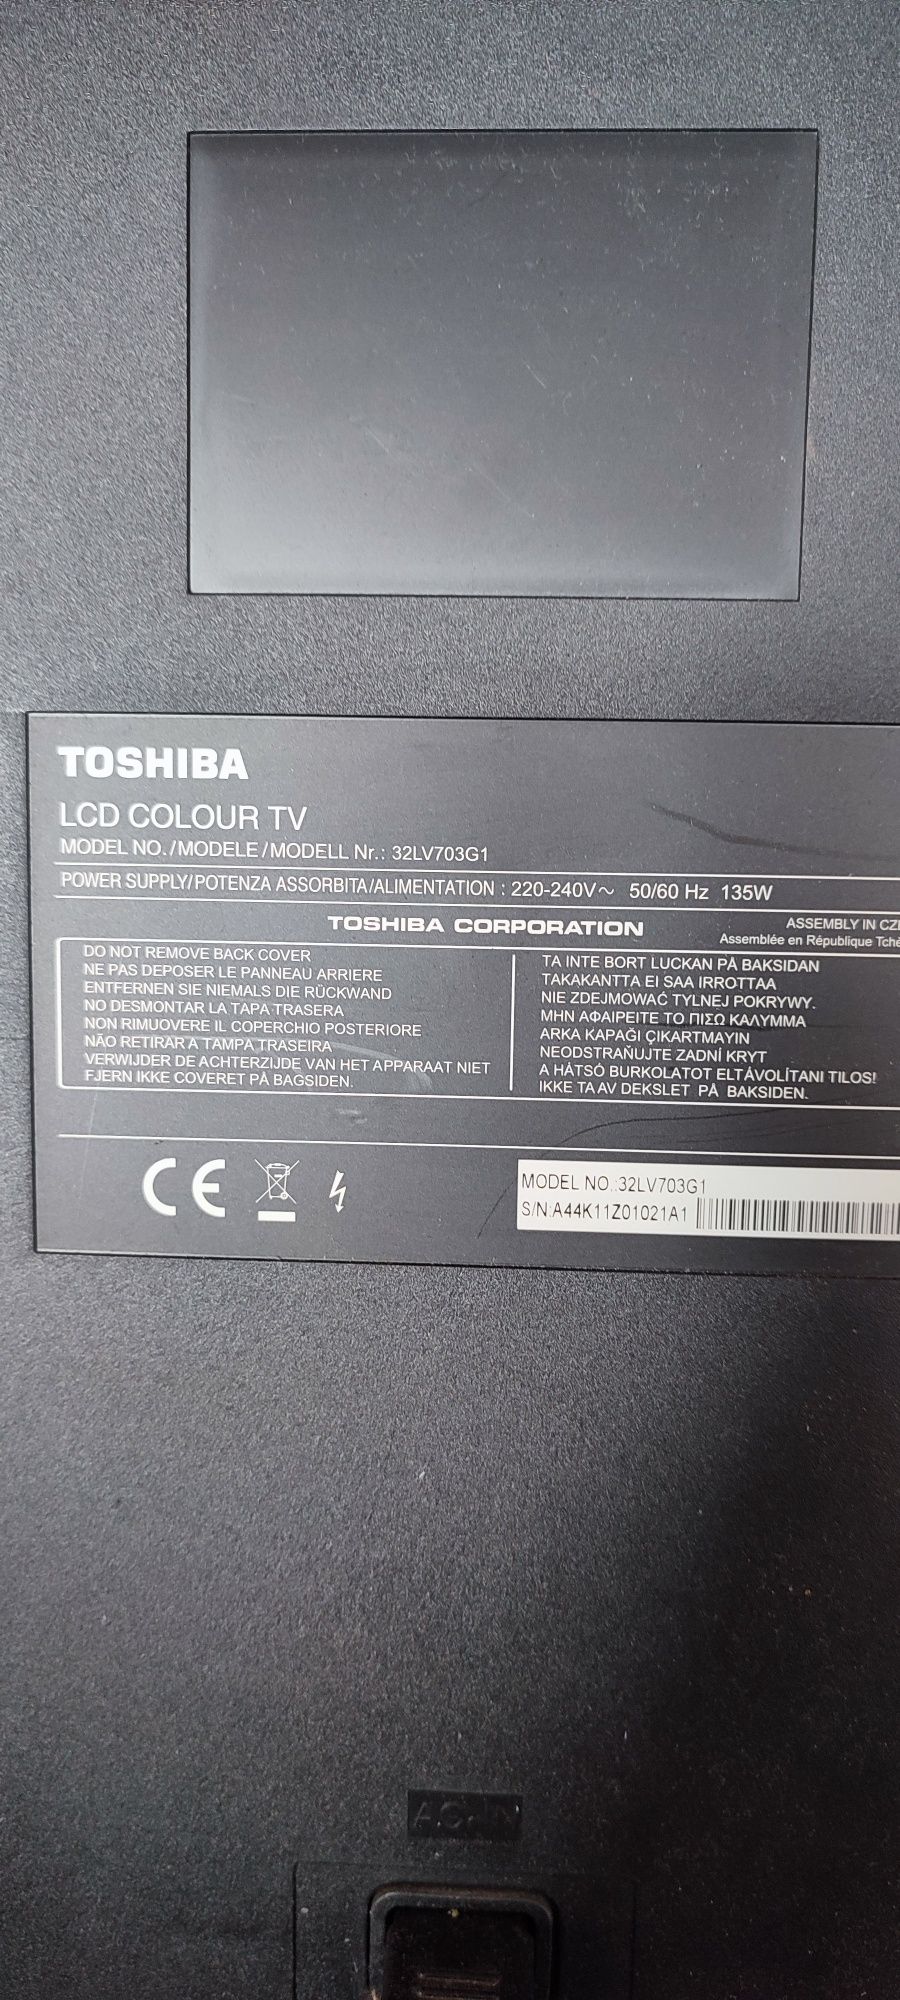 TOSHIBA
LCD COLOUR TV
MODEL NO./MODELE/MODELL Nr.: 32LV703G1
POWER SUPPLY/POTENZA ASSORBITA/ALIMENTATION : 220-240V~ 50/60 Hz 135W
TOSHIBA CORPORATION
ASSEMBLY IN
Assemblée en République
DO NOT REMOVE BACK COVER
NE PAS DEPOSER LE PANNEAU ARRIERE
ENTFERNEN SIE NIEMALS DIE RÜCKWAND
NO DESMONTAR LA TAPA TRASERA
NON RIMUOVERE IL COPERCHIO POSTERIORE
NÃO RETIRAR A TAMPA TRASEIRA
VERWIJDER DE ACHTERZIJDE VAN HET APPARAAT NIET
FJERN IKKE COVERET PÅ BAGSIDEN.
TA INTE BORT LUCKAN PÅ BAKSIDAN
TAKAKANTTA EI SAA IRROTTAA
NIE ZDEJMOWAĆ TYLNEJ POKRYWY.
ΜΗΝ ΑΦΑΙΡΕΙΤΕ ΤΟ ΠΙΣΩ ΚΑΛΥΜΜΑ
ARKA KAPAĞI ÇIKARTMAYIN
NEODSTRAŇUJTE ZADNÍ KRYT
A HÁTSÓ BURKOLATOT ELTÁVOLÍTANI TILOS!
IKKE TA AV DEKSLET PÅ BAKSIDEN.
CE
MODEL NO.:32LV703G1
S/N:A44K11Z01021A1
AC IN